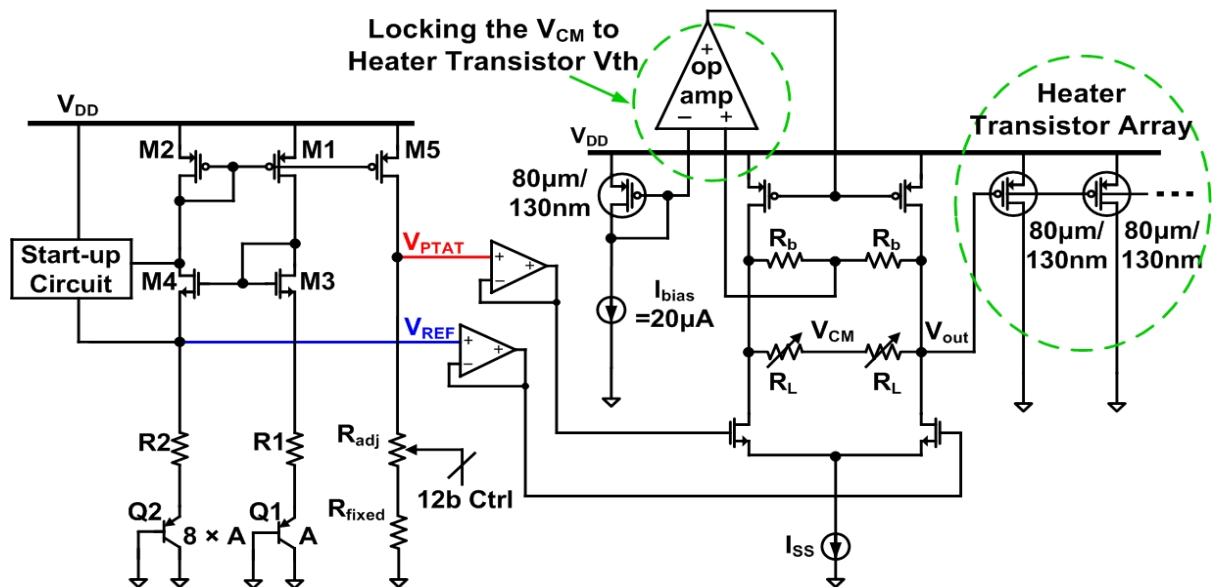 Locking the VCM to
Heater Transistor Vth
+
op
amp
− +
Heater
Transistor Array
VDD
M2 M1 M5
VDD
80μm/
130nm
80μm/
130nm
80μm/
130nm
Start-up
Circuit
M4 M3
VPTAT
+
−
Rb Rb
Ibias
=20μA
VREF
+
−
VCM
Vout
RL RL
R2 R1
Radj
12b Ctrl
Rfixed
Q2 Q1
8 × A A
ISS